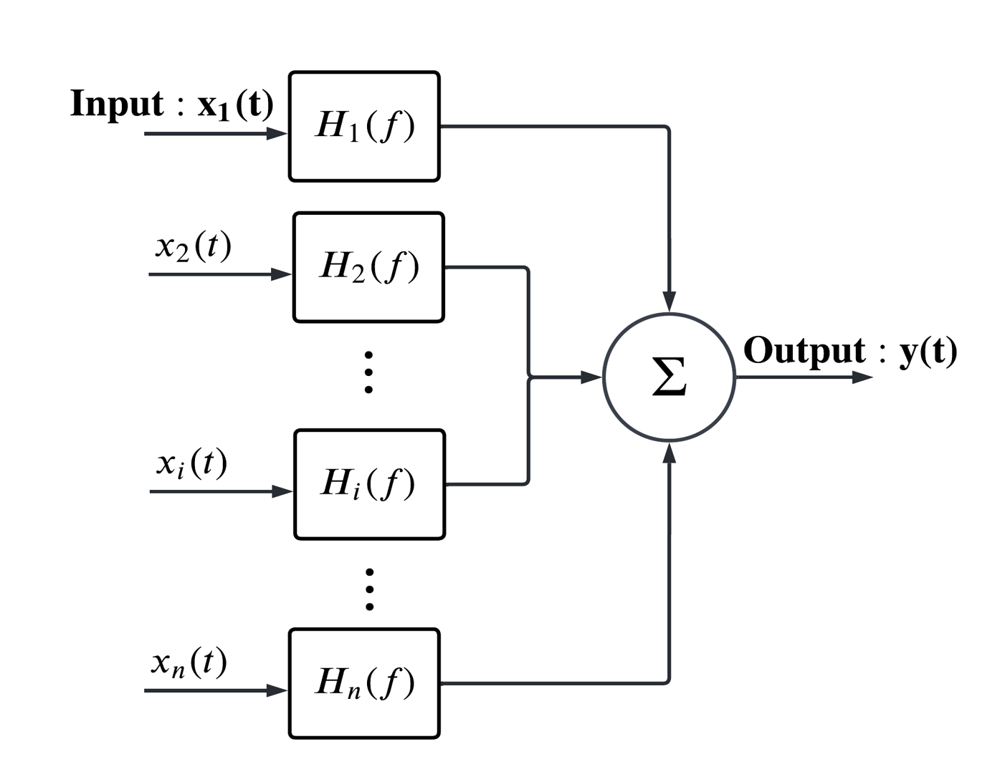 Input : x₁(t)
H₁(f)
x₂(t)
H₂(f)
⋮
Σ
Output : y(t)
xᵢ(t)
Hᵢ(f)
⋮
xₙ(t)
Hₙ(f)